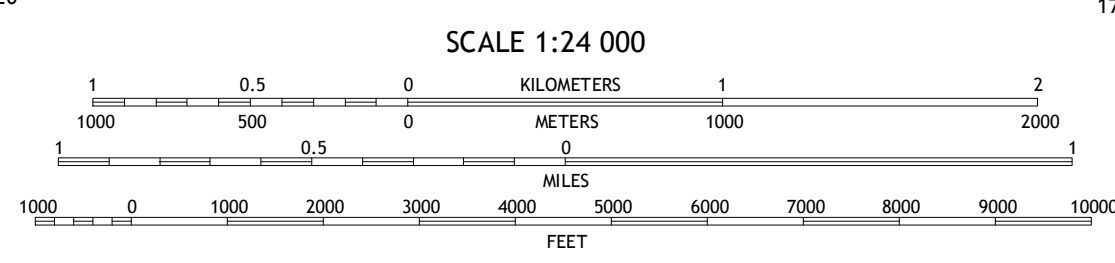 SCALE 1:24 000
1 0.5 0 KILOMETERS 1 2
1000 500 0 METERS 1000 2000
1 0.5 0 1
MILES
1000 0 1000 2000 3000 4000 5000 6000 7000 8000 9000 10000
FEET